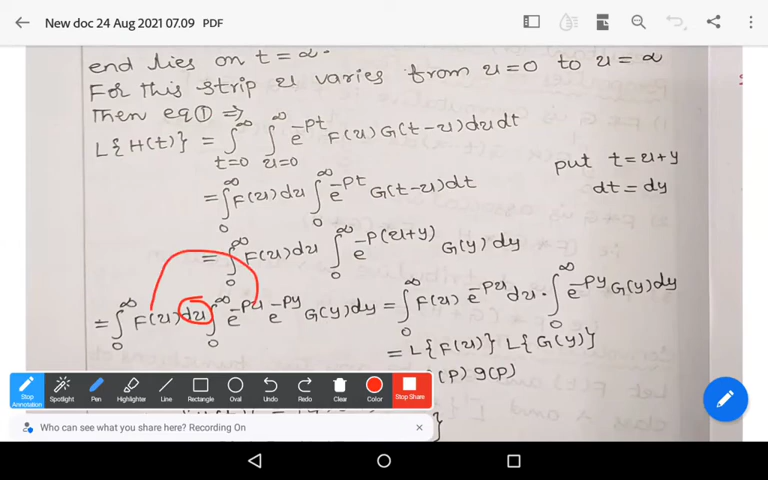 New doc 24 Aug 2021 07.09 PDF
end lies on t = ∝.
For this strip u varies from u=0 to u=∝
Then eq① ⇒
L{H(t)} = ∫_{t=0}^{∞} ∫_{u=0}^{∞} e^{-pt} F(u) G(t-u) du dt
put t = u+y
= ∫_0^∞ F(u) du ∫_0^∞ e^{-pt} G(t-u) dt
dt = dy
= ∫_0^∞ F(u) du ∫_0^∞ e^{-p(u+y)} G(y) dy
= ∫_0^∞ F(u) du ∫_0^∞ e^{-pu} e^{-py} G(y) dy = ∫_0^∞ F(u) e^{-pu} du . ∫_0^∞ e^{-py} G(y) dy
= L{F(u)} L{G(y)}
(p) g(p)
Stop Annotation
Spotlight
Pen
Highlighter
Line
Rectangle
Oval
Undo
Redo
Clear
Color
Stop Share
Who can see what you share here? Recording On